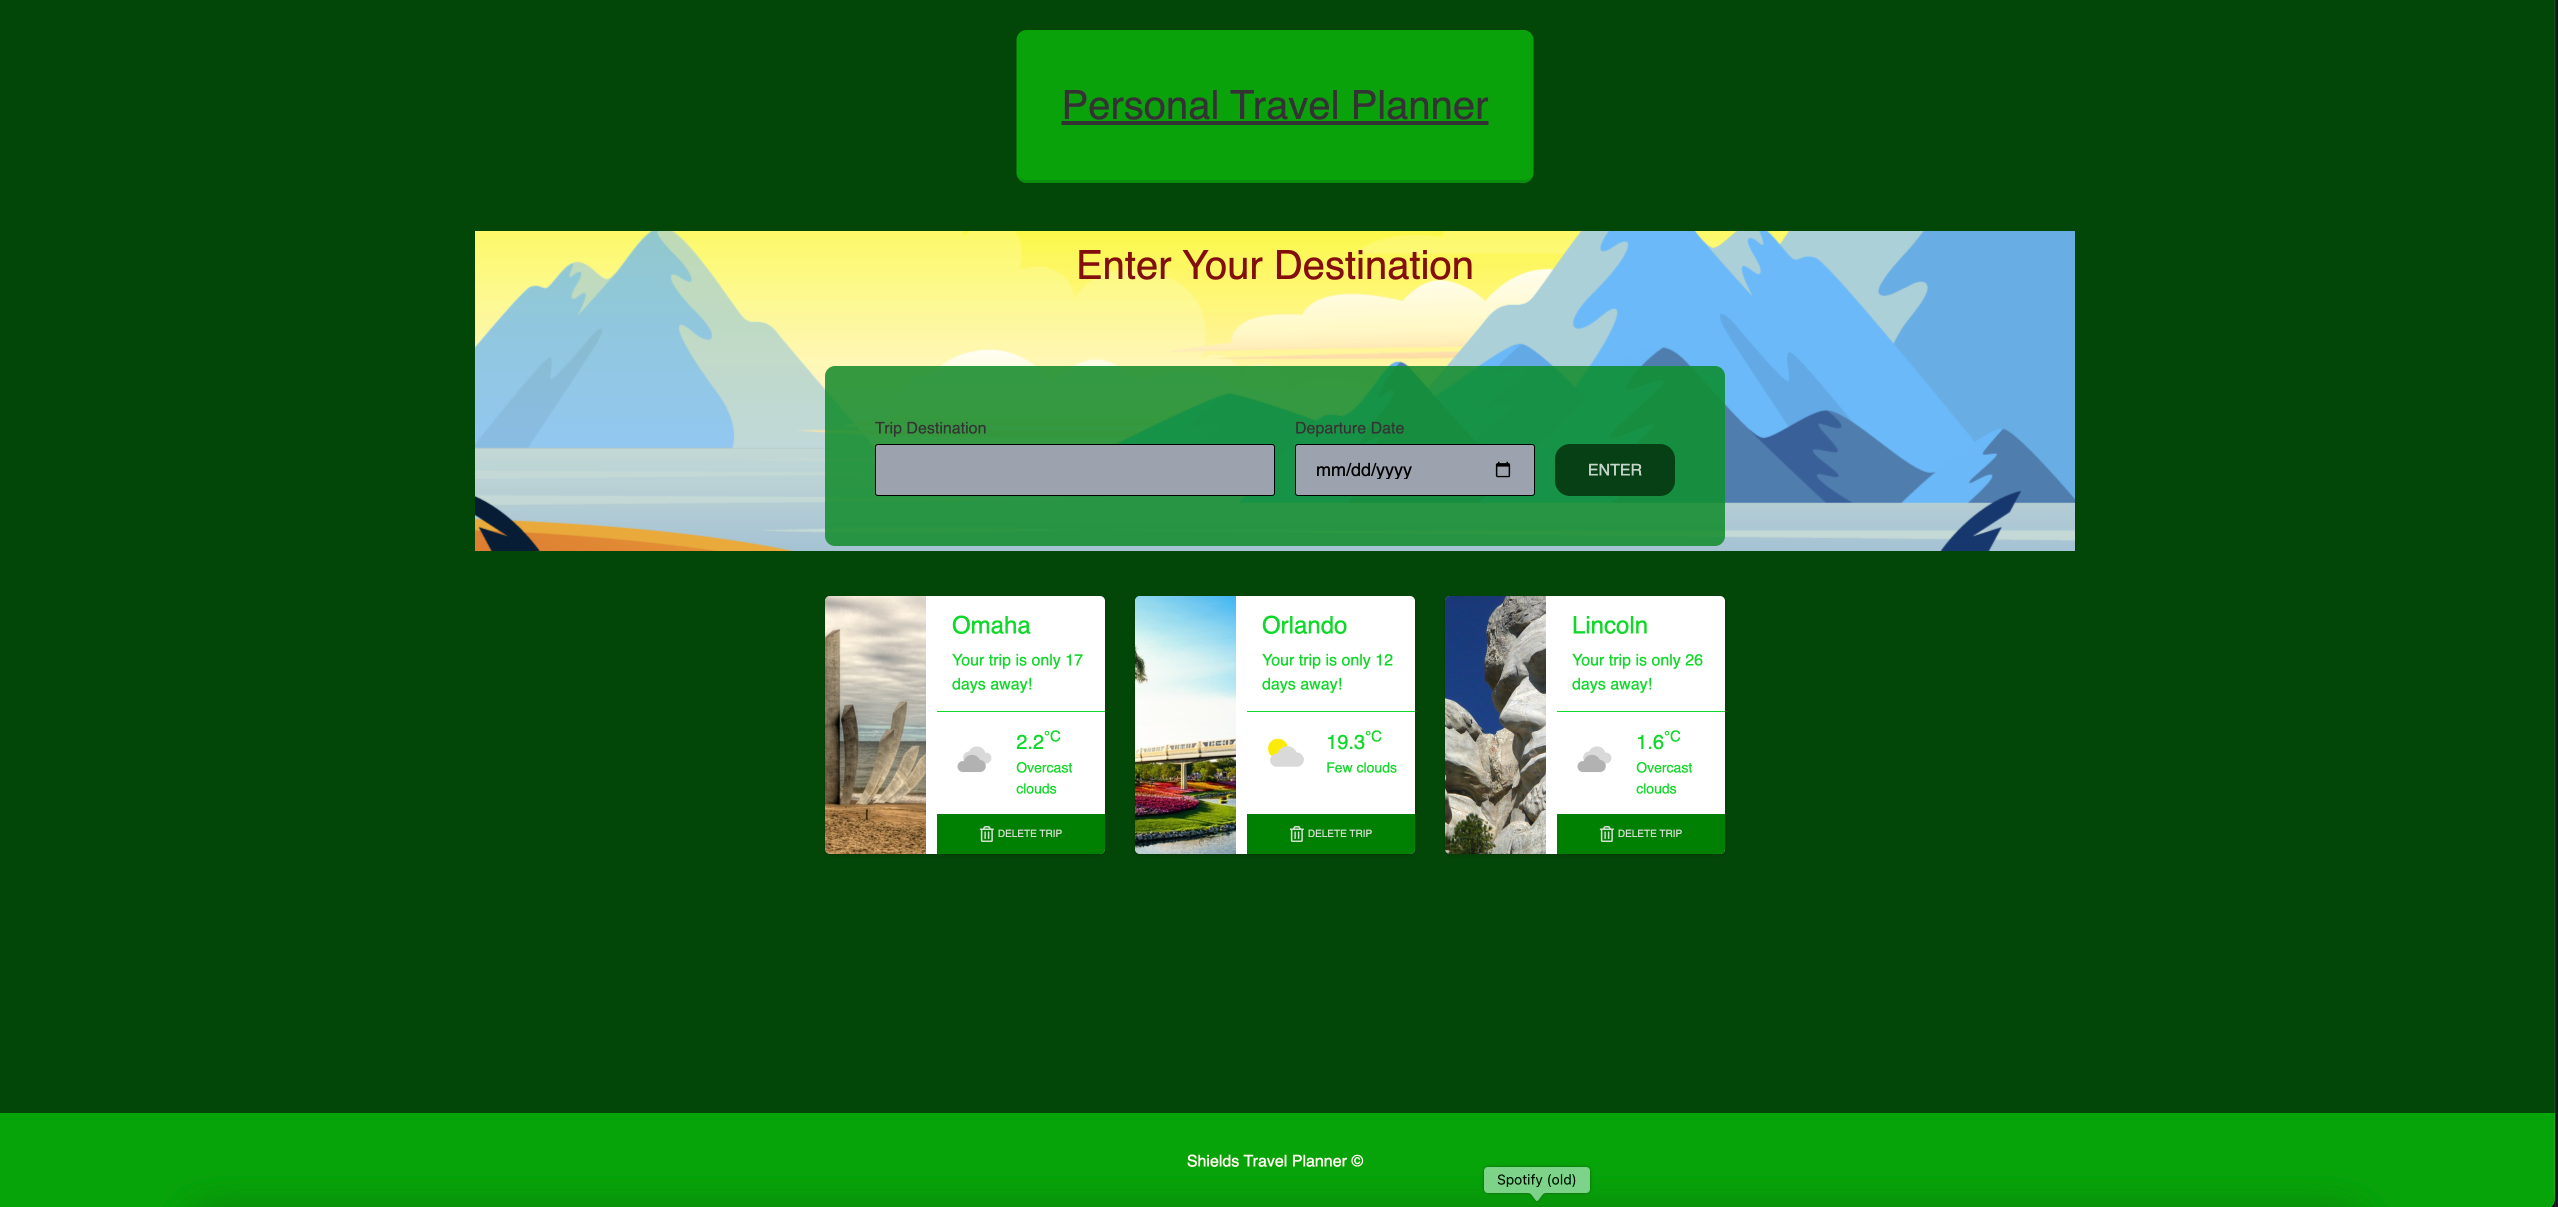 Personal Travel Planner
Enter Your Destination
Trip Destination
Departure Date
mm/dd/yyyy
ENTER
Omaha
Your trip is only 17
days away!
2.2°C
Overcast
clouds
DELETE TRIP
Orlando
Your trip is only 12
days away!
19.3°C
Few clouds
DELETE TRIP
Lincoln
Your trip is only 26
days away!
1.6°C
Overcast
clouds
DELETE TRIP
Shields Travel Planner ©
Spotify (old)